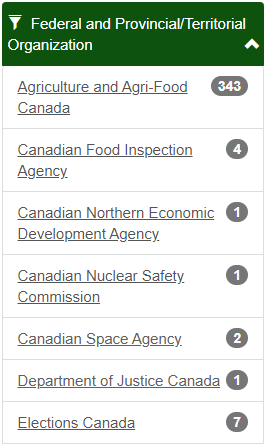 Federal and Provincial/Territorial
Organization
Agriculture and Agri-Food 343
Canada
Canadian Food Inspection 4
Agency
Canadian Northern Economic 1
Development Agency
Canadian Nuclear Safety 1
Commission
Canadian Space Agency 2
Department of Justice Canada 1
Elections Canada 7